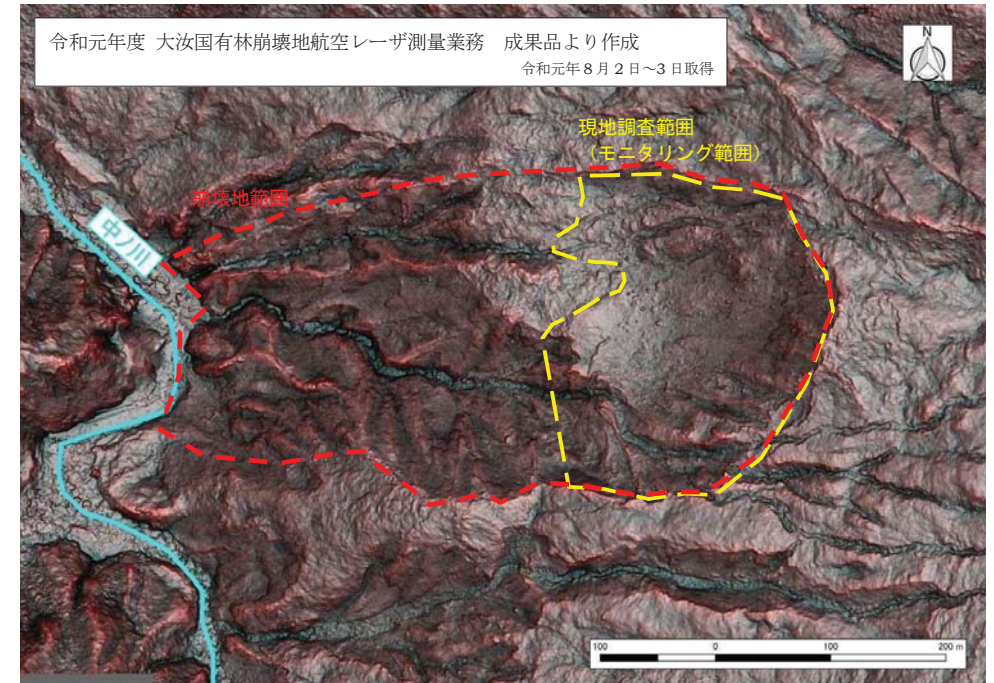 令和元年度 大汝国有林崩壊地航空レーザ測量業務　成果品より作成
令和元年８月２日～3 日取得
N
現地調査範囲
（モニタリング範囲）
崩壊地範囲
中ノ川
100 0 100 200 m